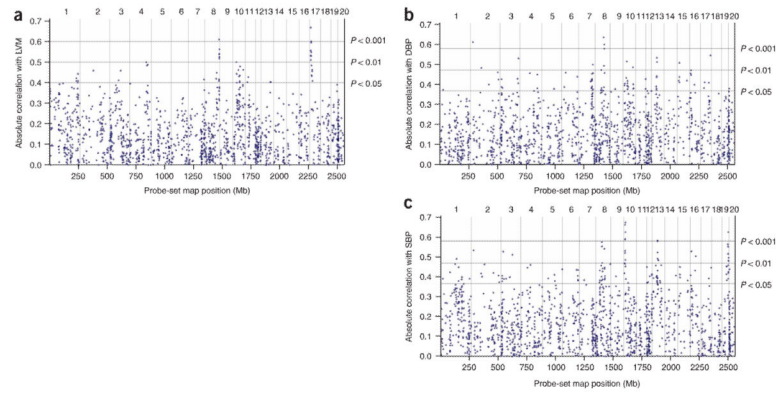 a
1 2 3 4 5 6 7 8 9 10 11 12 13 14 15 16 17 18 19 20
Absolute correlation with LVM
0.7
0.6
0.5
0.4
0.3
0.2
0.1
0.0
P < 0.001
P < 0.01
P < 0.05
250 500 750 1000 1250 1500 1750 2000 2250 2500
Probe-set map position (Mb)
b
1 2 3 4 5 6 7 8 9 10 11 12 13 14 15 16 17 18 19 20
Absolute correlation with DBP
0.7
0.6
0.5
0.4
0.3
0.2
0.1
0.0
P < 0.001
P < 0.01
P < 0.05
250 500 750 1000 1250 1500 1750 2000 2250 2500
Probe-set map position (Mb)
c
1 2 3 4 5 6 7 8 9 10 11 12 13 14 15 16 17 18 19 20
Absolute correlation with SBP
0.7
0.6
0.5
0.4
0.3
0.2
0.1
0.0
P < 0.001
P < 0.01
P < 0.05
250 500 750 1000 1250 1500 1750 2000 2250 2500
Probe-set map position (Mb)